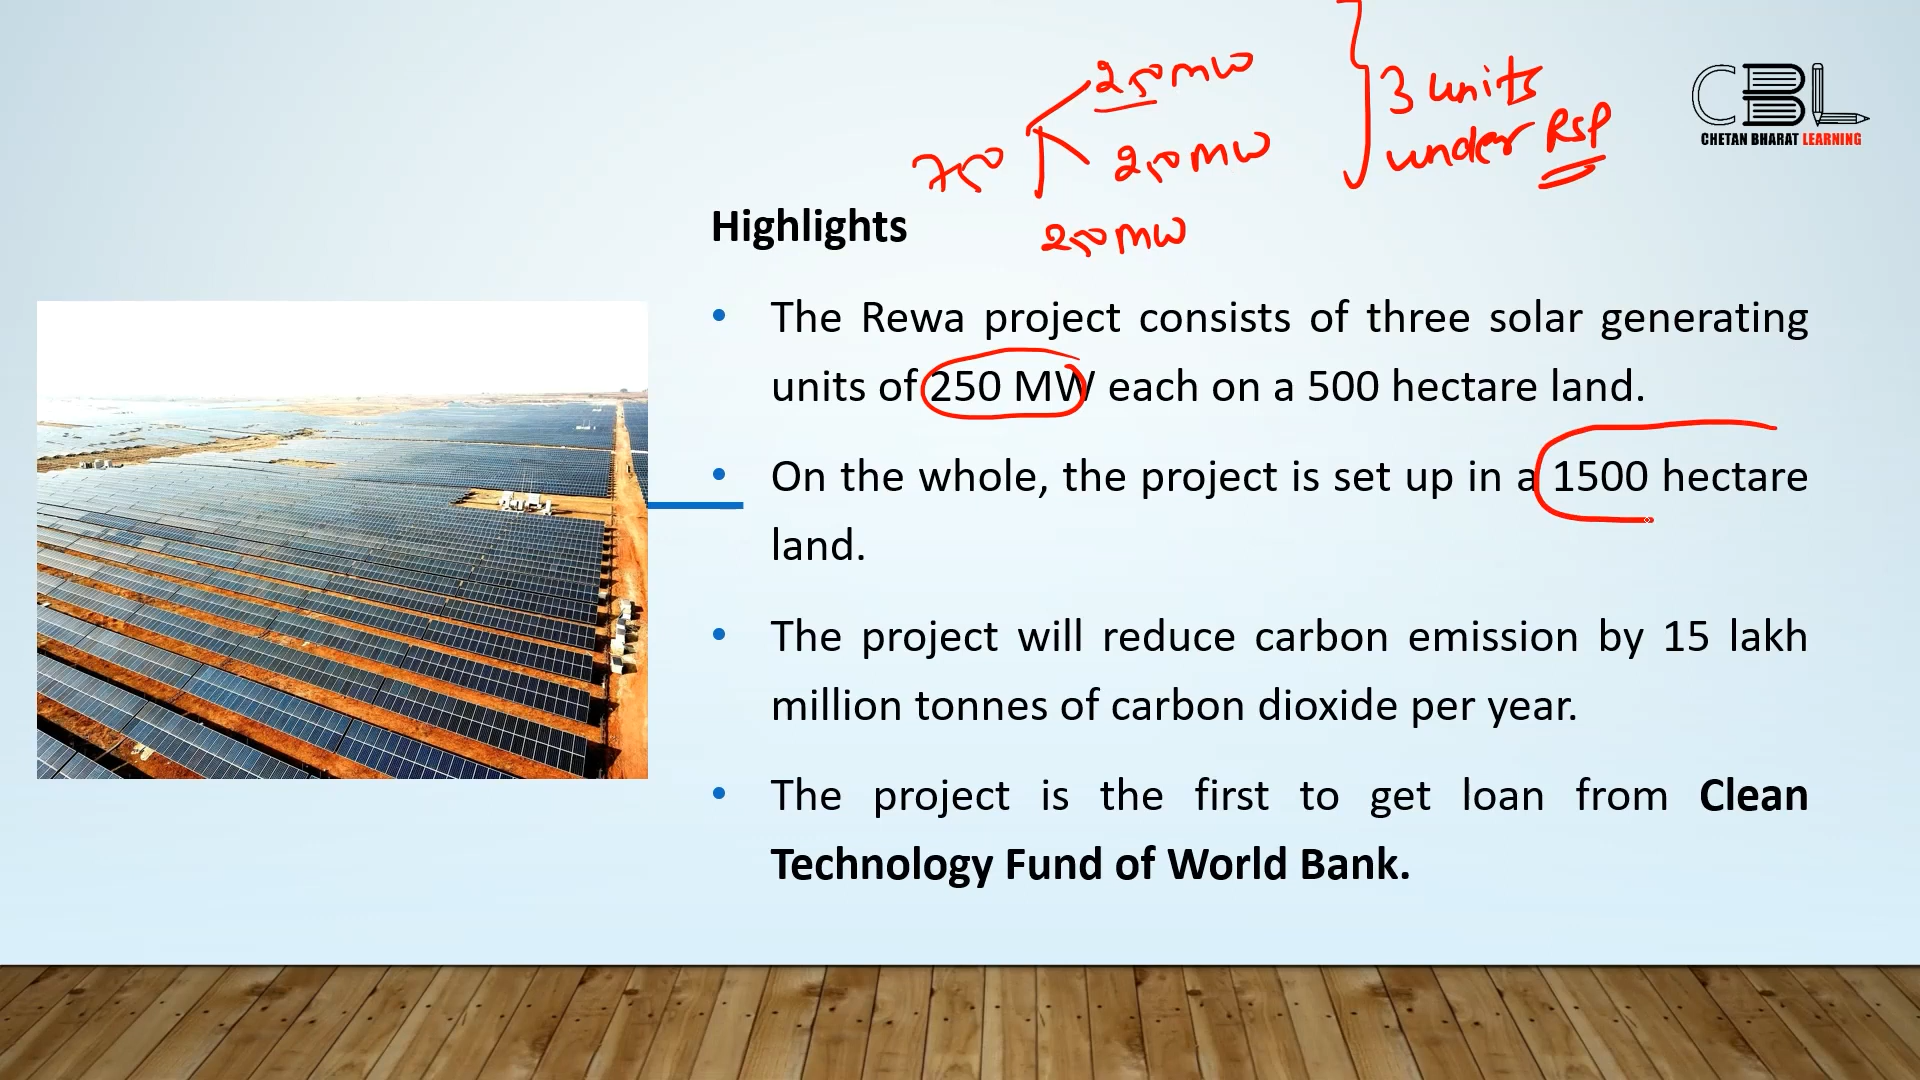 250 MW
3 units
under RSP
750
250 MW
250 MW
CBL
CHETAN BHARAT LEARNING
Highlights
• The Rewa project consists of three solar generating
units of 250 MW each on a 500 hectare land.
• On the whole, the project is set up in a 1500 hectare
land.
• The project will reduce carbon emission by 15 lakh
million tonnes of carbon dioxide per year.
• The project is the first to get loan from Clean
Technology Fund of World Bank.